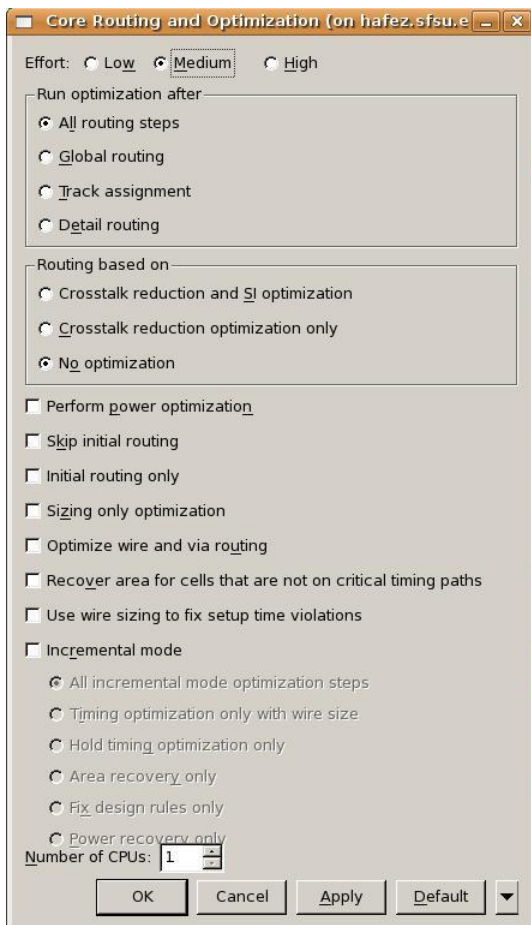 Core Routing and Optimization (on hafez.sfsu.e
Effort: Low Medium High
Run optimization after
All routing steps
Global routing
Track assignment
Detail routing
Routing based on
Crosstalk reduction and SI optimization
Crosstalk reduction optimization only
No optimization
Perform power optimization
Skip initial routing
Initial routing only
Sizing only optimization
Optimize wire and via routing
Recover area for cells that are not on critical timing paths
Use wire sizing to fix setup time violations
Incremental mode
All incremental mode optimization steps
Timing optimization only with wire size
Hold timing optimization only
Area recovery only
Fix design rules only
Power recovery only
Number of CPUs: 1
OK Cancel Apply Default